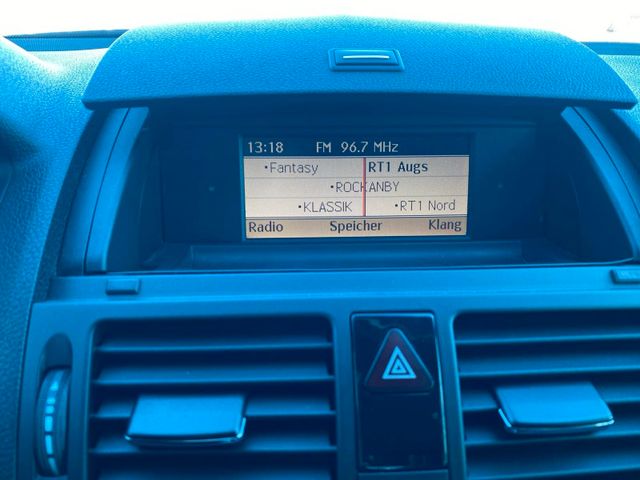 13:18 FM 96.7 MHz
•Fantasy RT1 Augs
•ROCKANBY
•KLASSIK •RT1 Nord
Radio Speicher Klang